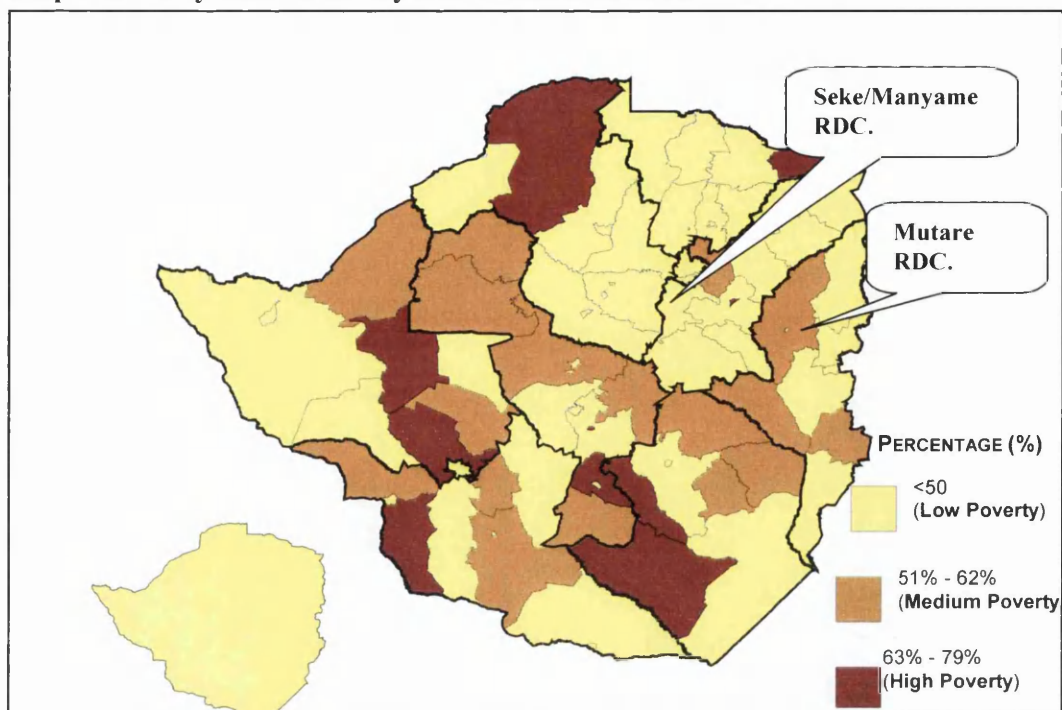 Seke/Manyame
RDC.
Mutare
RDC.
PERCENTAGE (%)
<50
(Low Poverty)
51% - 62%
(Medium Poverty
63% - 79%
(High Poverty)